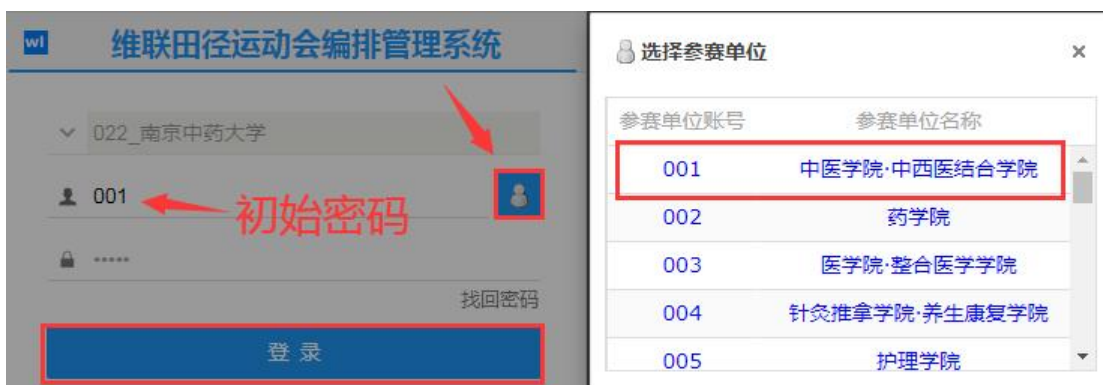 wl 维联田径运动会编排管理系统
022_南京中药大学
001
初始密码
•••••
找回密码
登 录
选择参赛单位 ×
参赛单位账号 参赛单位名称
001 中医学院·中西医结合学院
002 药学院
003 医学院·整合医学学院
004 针灸推拿学院·养生康复学院
005 护理学院